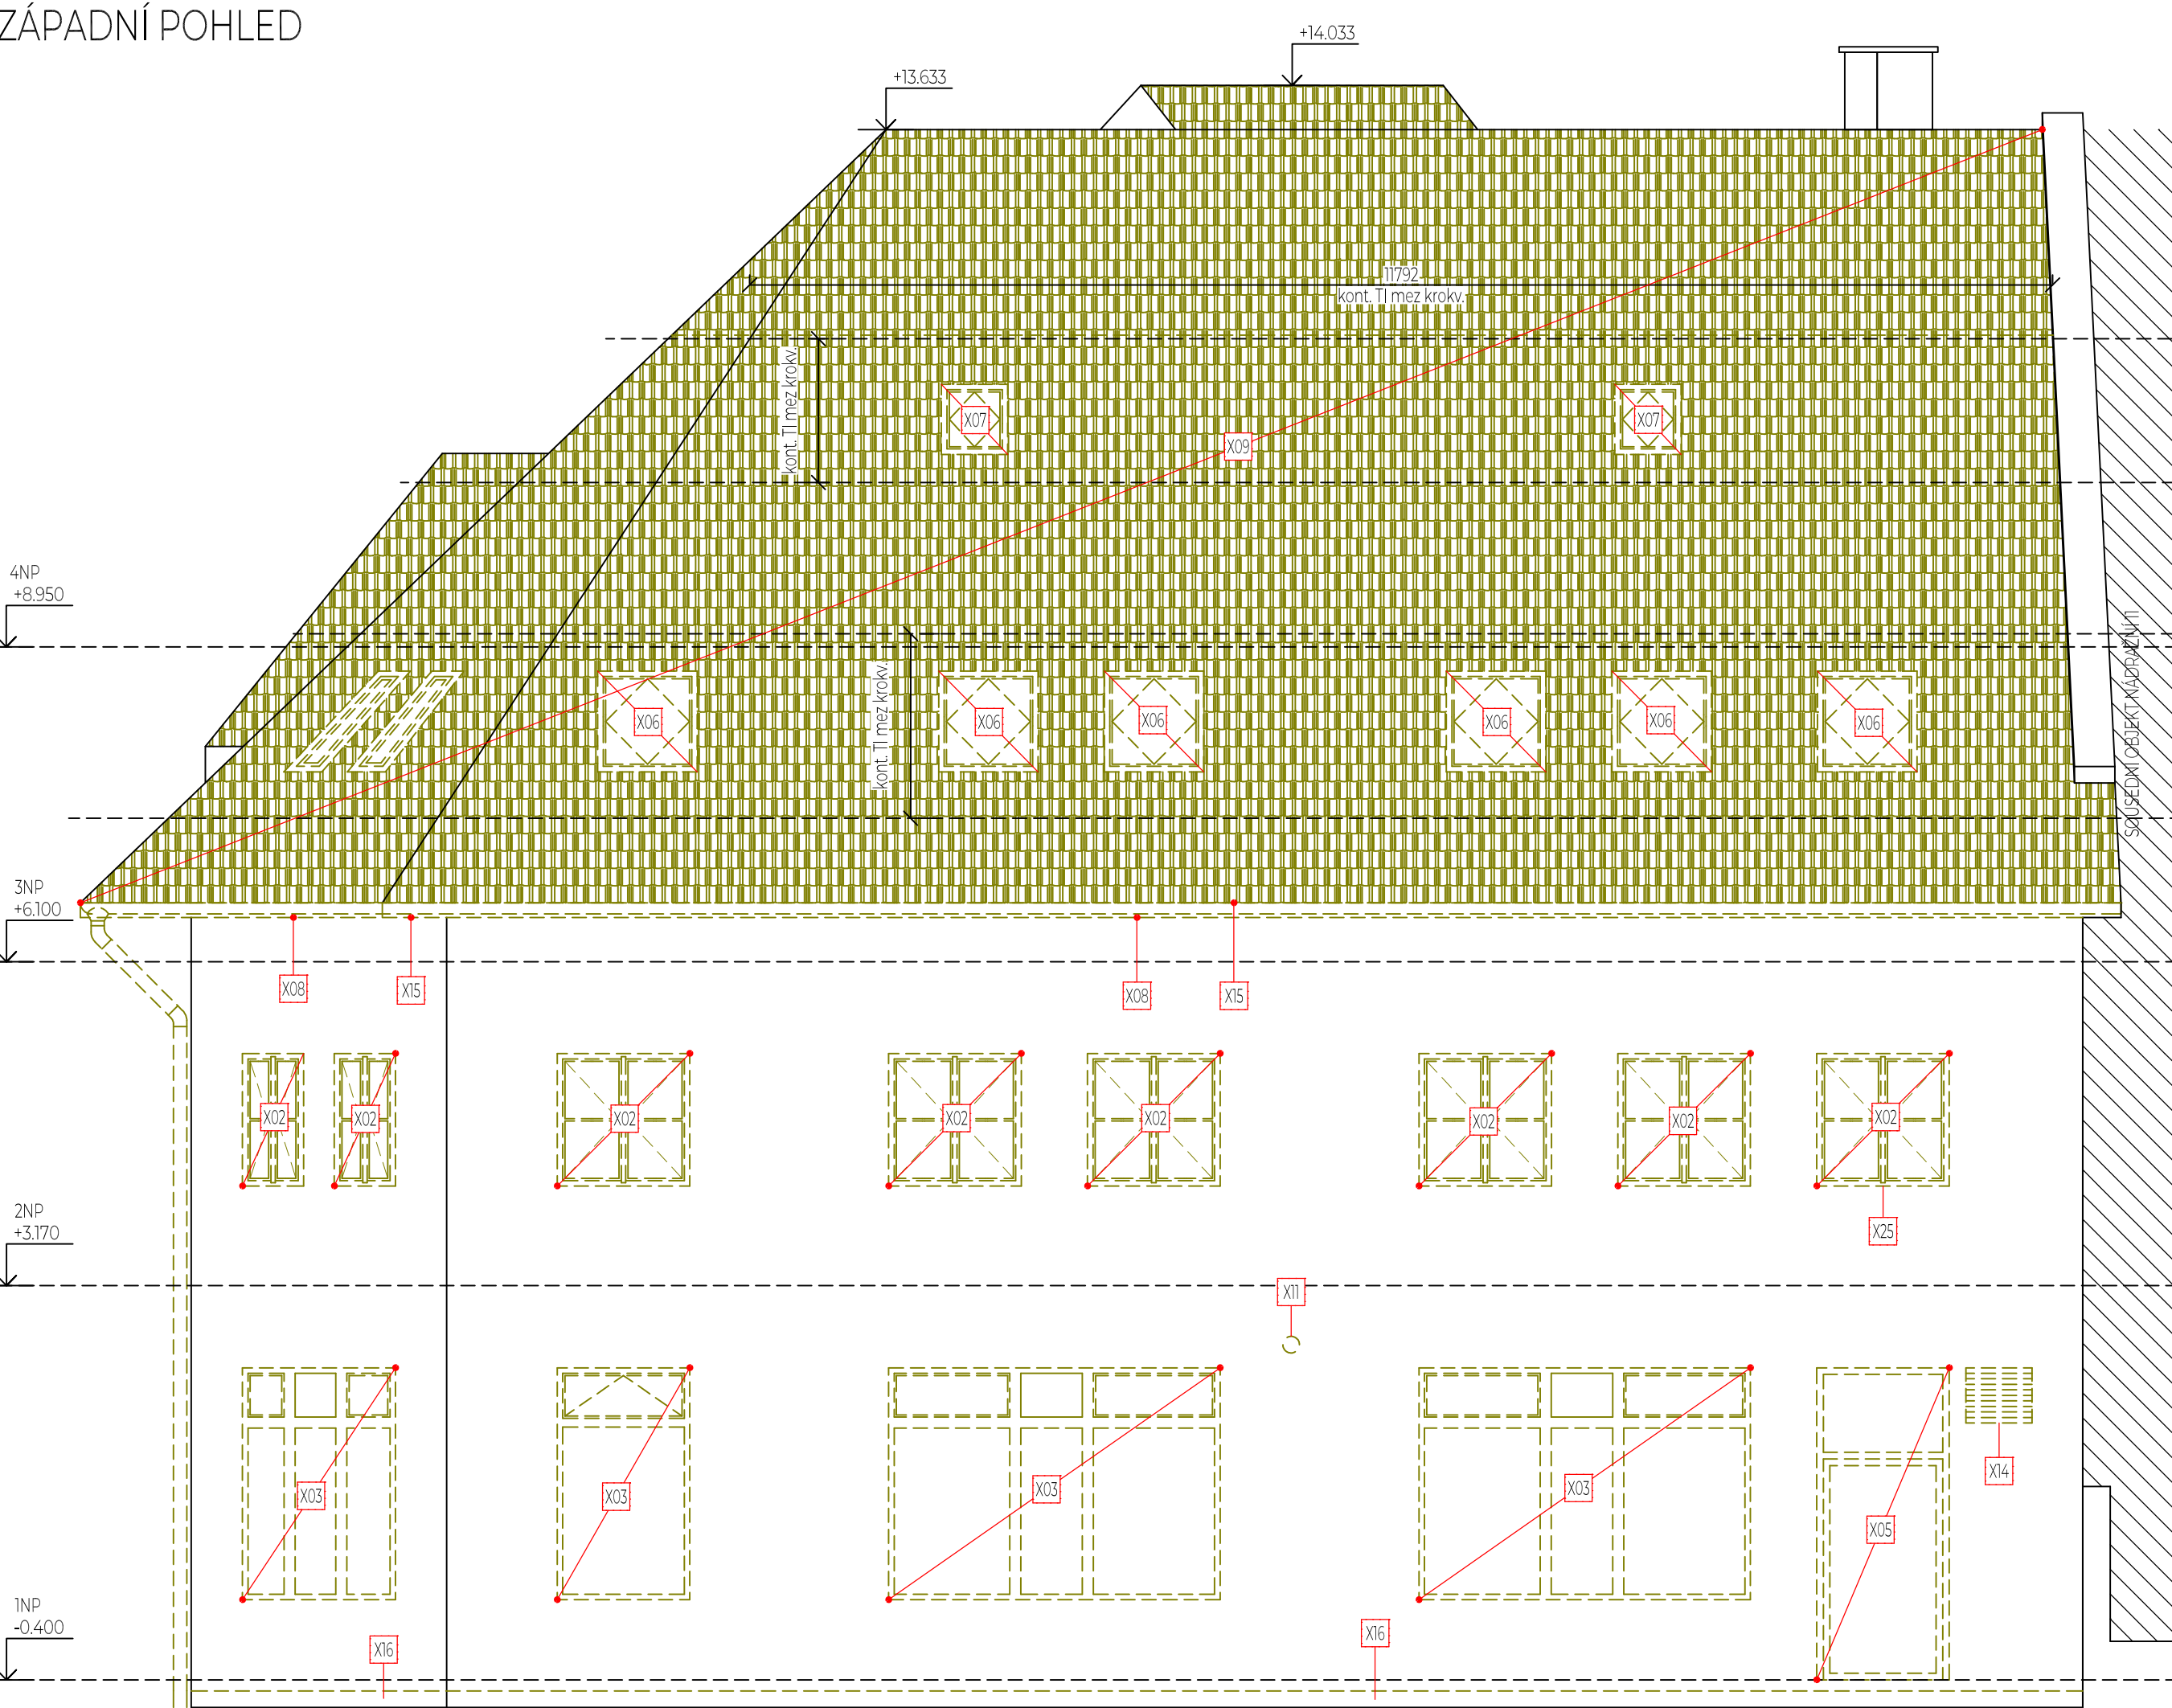 ZÁPADNÍ POHLED
+14.033
+13.633
11792
kont. TI mez krokv.
kont. TI mez krokv.
X07
X07
X09
4NP
+8.950
SOUSEDNÍ OBJEKT NÁDRAŽNÍ 11
kont. TI mez krokv.
X06
X06
X06
X06
X06
X06
3NP
+6.100
X08
X15
X08
X15
X02
X02
X02
X02
X02
X02
X02
X02
2NP
+3.170
X25
X11
X14
X03
X03
X03
X03
X05
1NP
-0.400
X16
X16